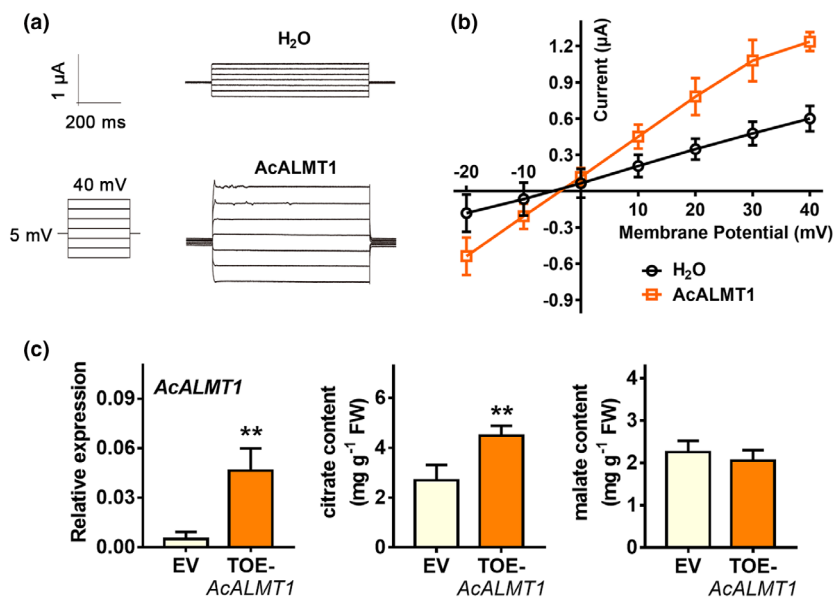 (a)
H₂O
1 µA
200 ms
AcALMT1
40 mV
5 mV
(b)
Current (µA)
1.2
0.9
0.6
0.3
-0.3
-0.6
-0.9
-20 -10
10 20 30 40
Membrane Potential (mV)
H₂O
AcALMT1
(c)
AcALMT1
Relative expression
0.09
0.06
0.03
0.00
**
EV TOE-
AcALMT1
citrate content
(mg g⁻¹ FW)
6
4
2
0
**
EV TOE-
AcALMT1
malate content
(mg g⁻¹ FW)
4
3
2
1
0
EV TOE-
AcALMT1